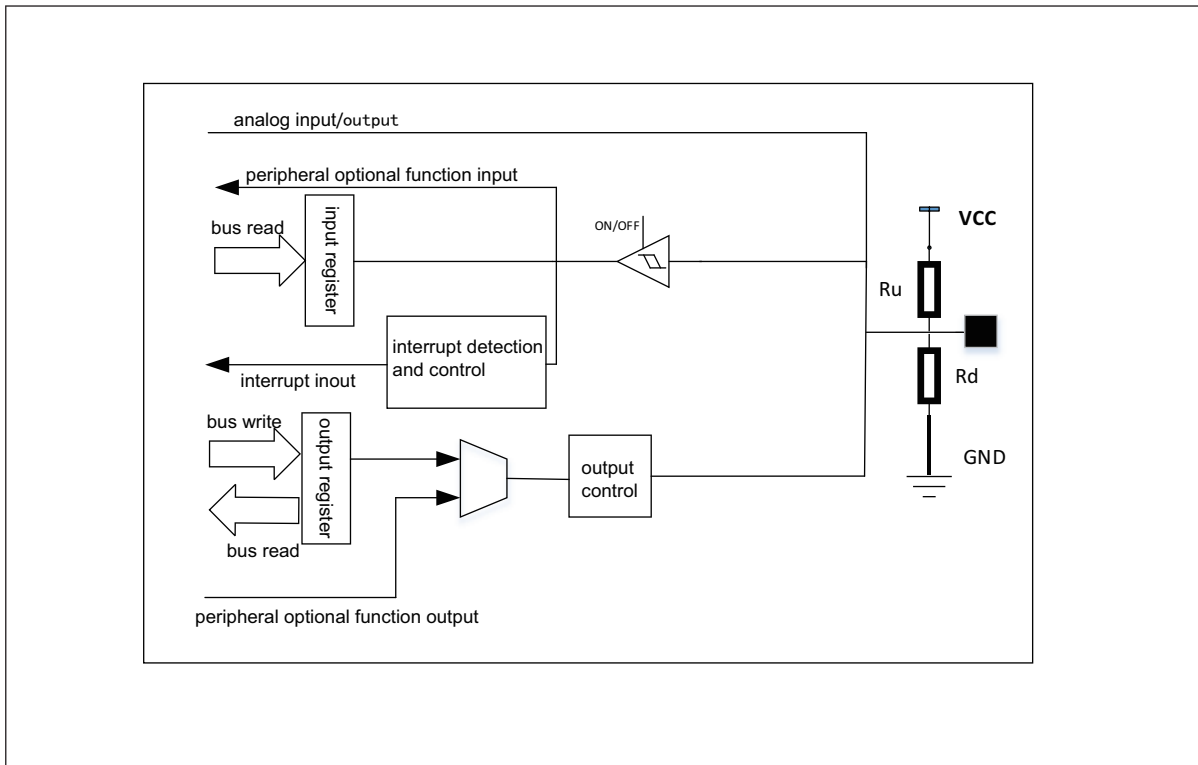 analog input/output
peripheral optional function input
bus read
input register
ON/OFF
VCC
Ru
interrupt detection
and control
interrupt inout
Rd
bus write
output register
output
control
GND
bus read
peripheral optional function output